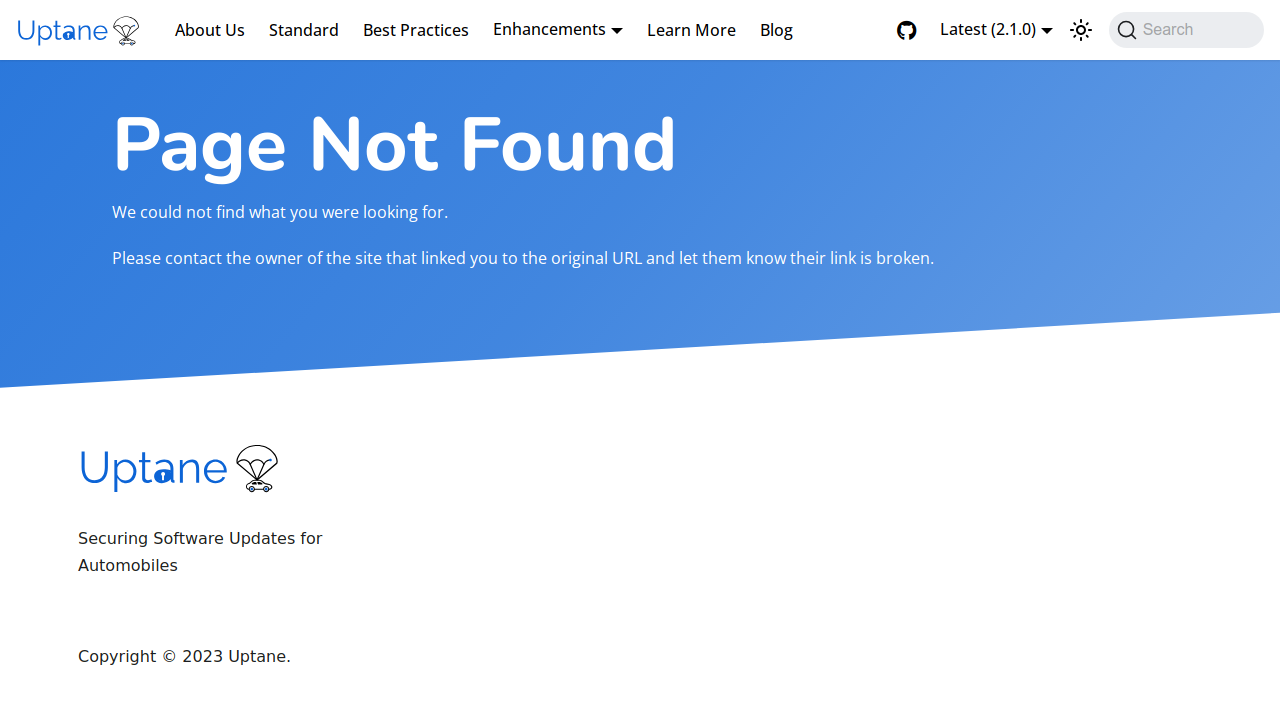 Uptane
About Us
Standard
Best Practices
Enhancements
Learn More
Blog
Latest (2.1.0)
Search
Page Not Found
We could not find what you were looking for.
Please contact the owner of the site that linked you to the original URL and let them know their link is broken.
Uptane
Securing Software Updates for
Automobiles
Copyright © 2023 Uptane.